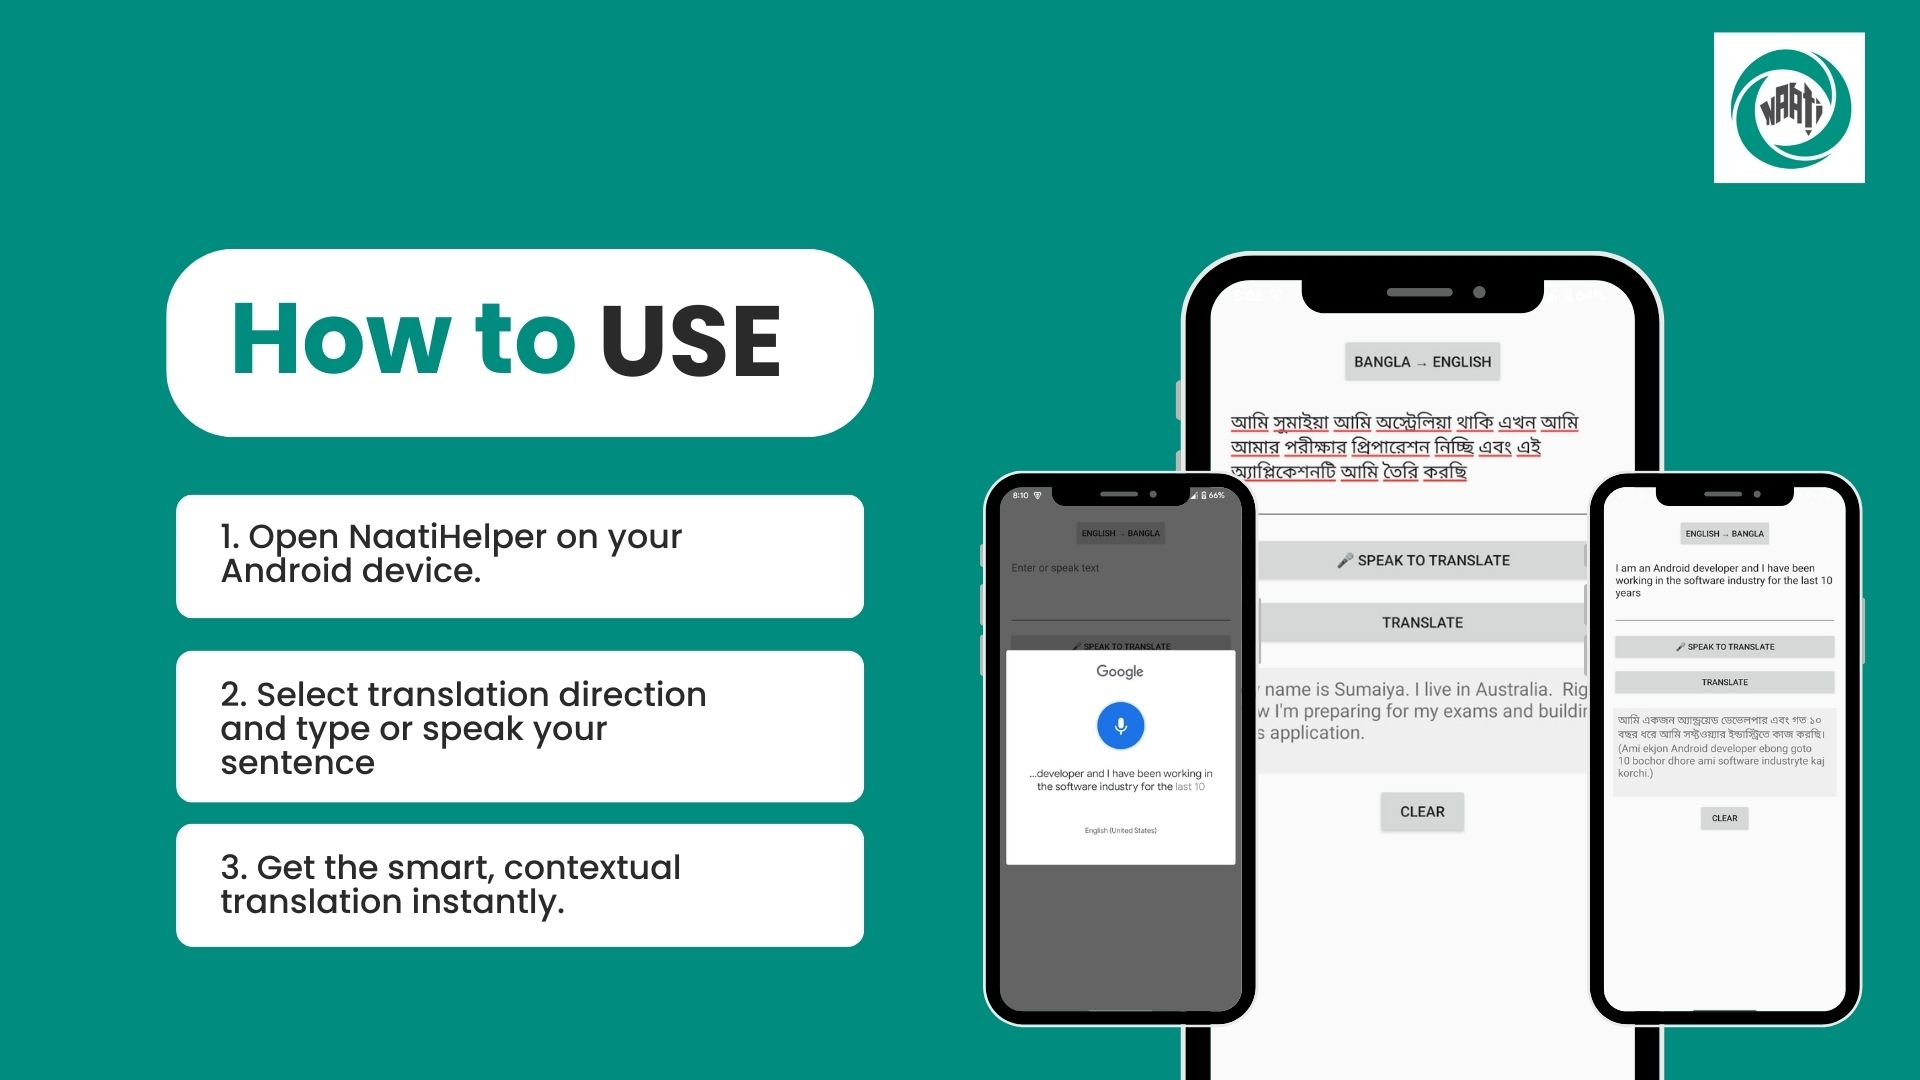 NAATI
How to USE
1. Open NaatiHelper on your
Android device.
2. Select translation direction
and type or speak your
sentence
3. Get the smart, contextual
translation instantly.
BANGLA → ENGLISH
আমি সুমাইয়া আমি অস্ট্রেলিয়া থাকি এখন আমি
আমার পরীক্ষার প্রিপারেশন নিচ্ছি এবং এই
অ্যাপ্লিকেশনটি আমি তৈরি করছি
🎤 SPEAK TO TRANSLATE
TRANSLATE
name is Sumaiya. I live in Australia. Rig
w I'm preparing for my exams and buildin
s application.
CLEAR
8:10 66%
ENGLISH → BANGLA
Enter or speak text
🎤 SPEAK TO TRANSLATE
Google
...developer and I have been working in
the software industry for the last 10
English (United States)
ENGLISH → BANGLA
I am an Android developer and I have been
working in the software industry for the last 10
years
🎤 SPEAK TO TRANSLATE
TRANSLATE
আমি একজন অ্যান্ড্রয়েড ডেভেলপার এবং গত ১০
বছর ধরে আমি সফ্টওয়্যার ইন্ডাস্ট্রিতে কাজ করছি।
(Ami ekjon Android developer ebong goto
10 bochor dhore ami software industryte kaj
korchi.)
CLEAR